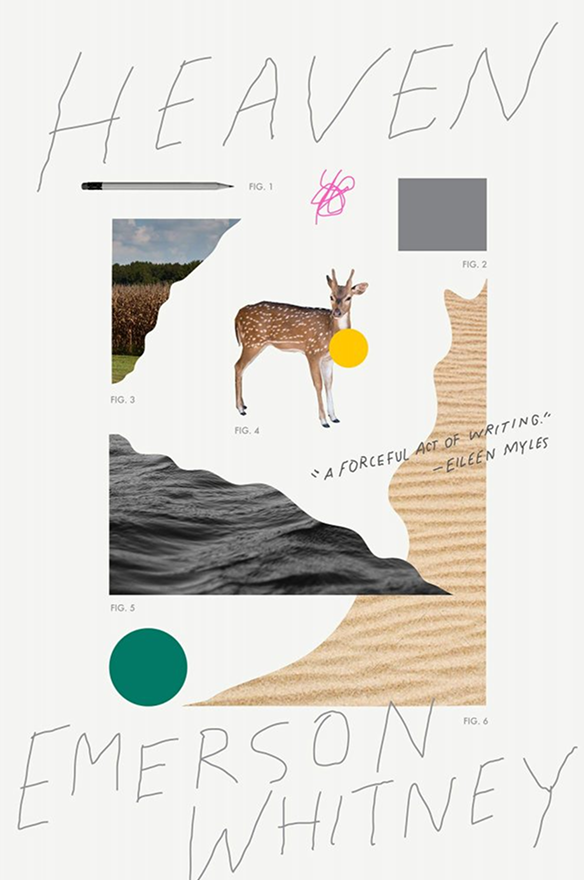 HEAVEN
FIG. 1
FIG. 2
FIG. 3
FIG. 4
"A FORCEFUL ACT OF WRITING."
—EILEEN MYLES
FIG. 5
FIG. 6
EMERSON
WHITNEY